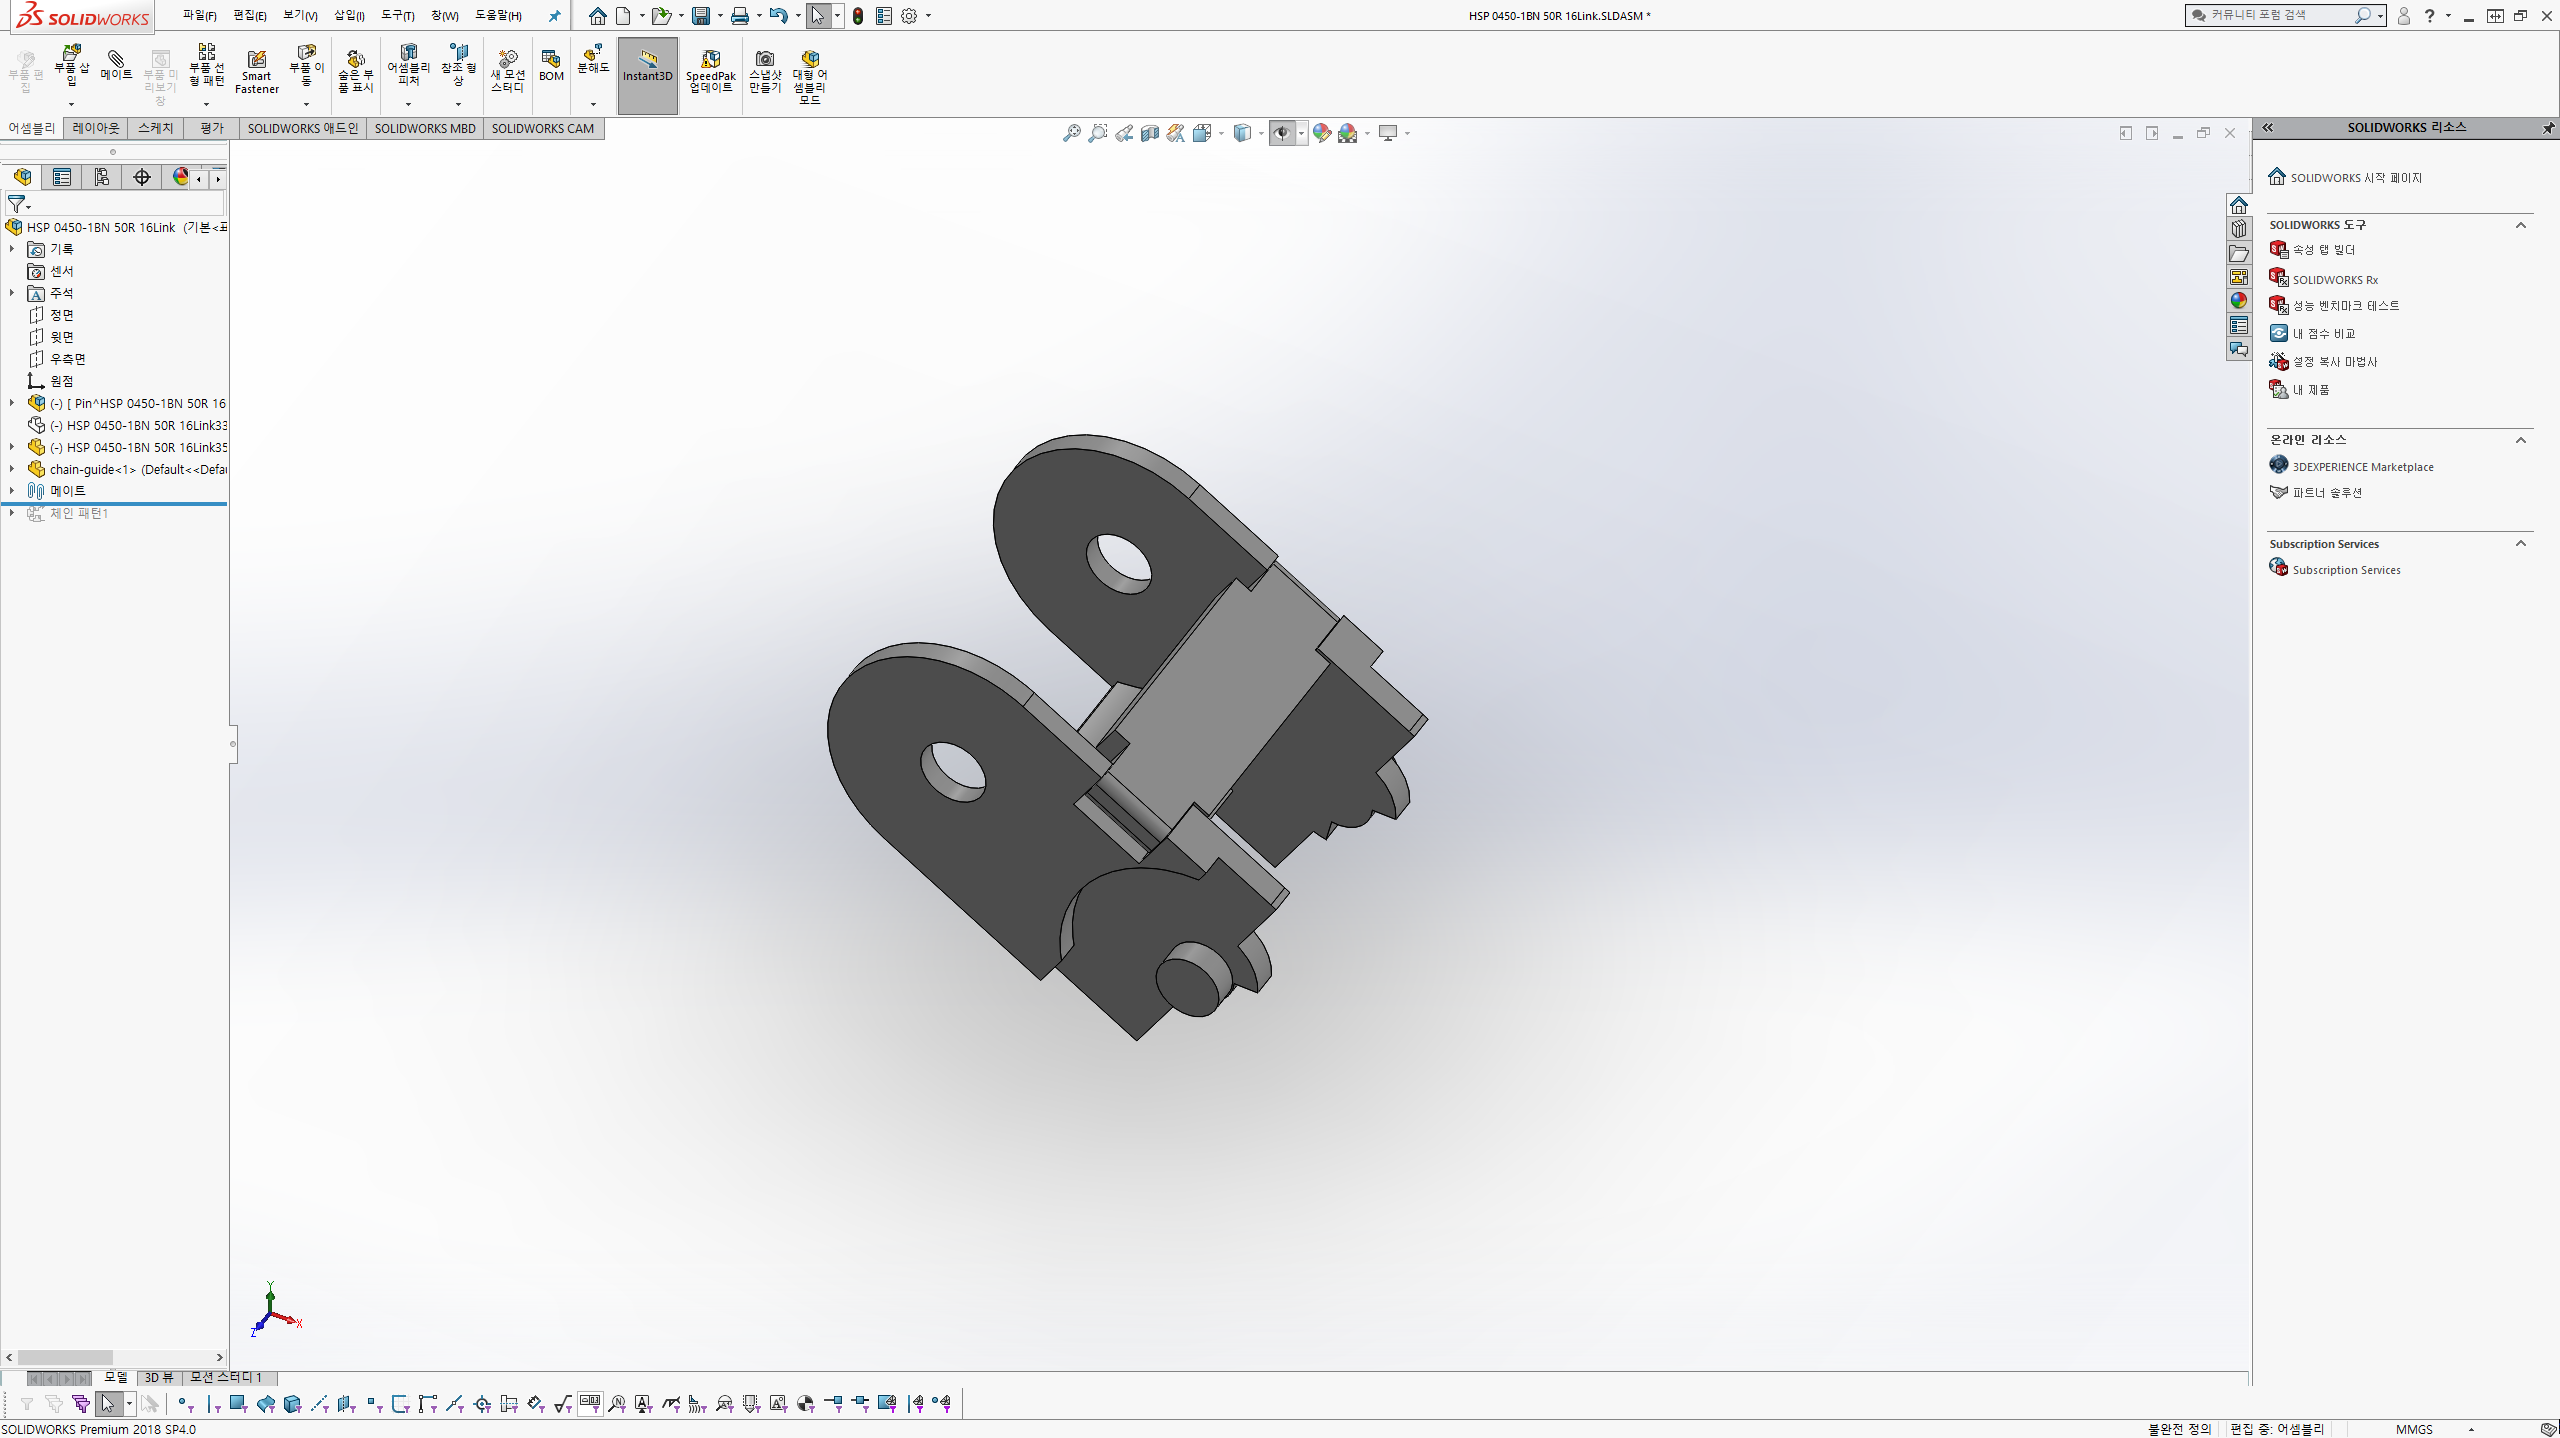 SOLIDWORKS
파일(F) 편집(E) 보기(V) 삽입(I) 도구(T) 창(W) 도움말(H)
HSP 0450-1BN 50R 16Link.SLDASM *
커뮤니티 포럼 검색
부품 편집
부품 삽입
메이트
부품 미리보기 창
부품 선형 패턴
Smart Fastener
부품 이동
숨은 부품 표시
어셈블리 피처
참조 형상
새 모션 스터디
BOM
분해도
Instant3D
SpeedPak 업데이트
스냅샷 만들기
대형 어셈블리 모드
어셈블리 레이아웃 스케치 평가 SOLIDWORKS 애드인 SOLIDWORKS MBD SOLIDWORKS CAM
HSP 0450-1BN 50R 16Link (기본<표
기록
센서
주석
정면
윗면
우측면
원점
(-) [ Pin^HSP 0450-1BN 50R 16
(-) HSP 0450-1BN 50R 16Link33
(-) HSP 0450-1BN 50R 16Link35
chain-guide<1> (Default<<Defau
메이트
체인 패턴1
SOLIDWORKS 리소스
SOLIDWORKS 시작 페이지
SOLIDWORKS 도구
속성 탭 빌더
SOLIDWORKS Rx
성능 벤치마크 테스트
내 점수 비교
설정 복사 마법사
내 제품
온라인 리소스
3DEXPERIENCE Marketplace
파트너 솔루션
Subscription Services
Subscription Services
Y
X
Z
모델 3D 뷰 모션 스터디 1
SOLIDWORKS Premium 2018 SP4.0
불완전 정의 편집 중: 어셈블리 MMGS